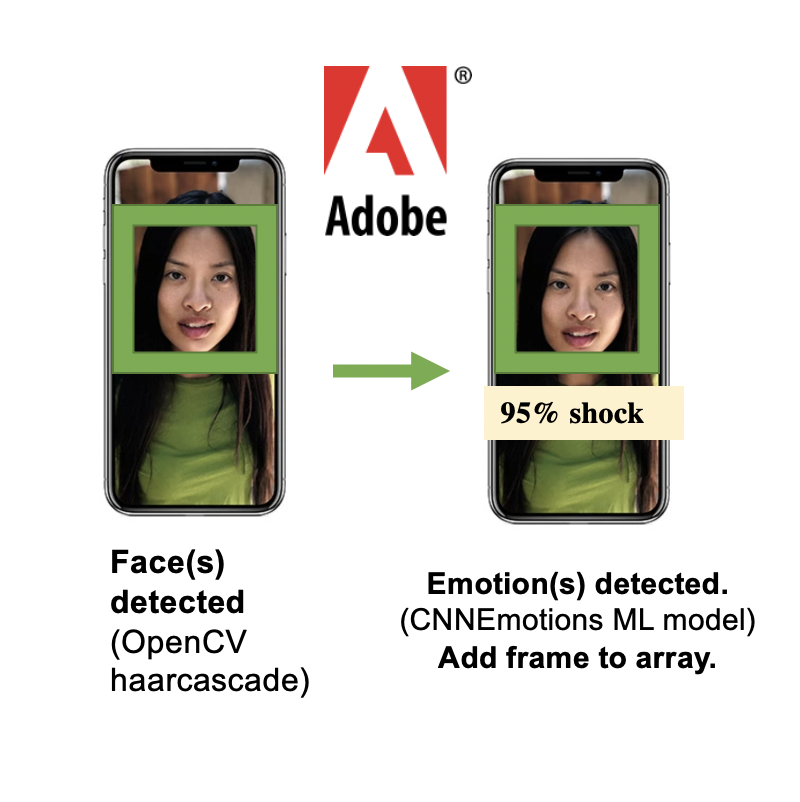 Adobe®
Face(s)
detected
(OpenCV
haarcascade)
95% shock
Emotion(s) detected.
(CNNEmotions ML model)
Add frame to array.